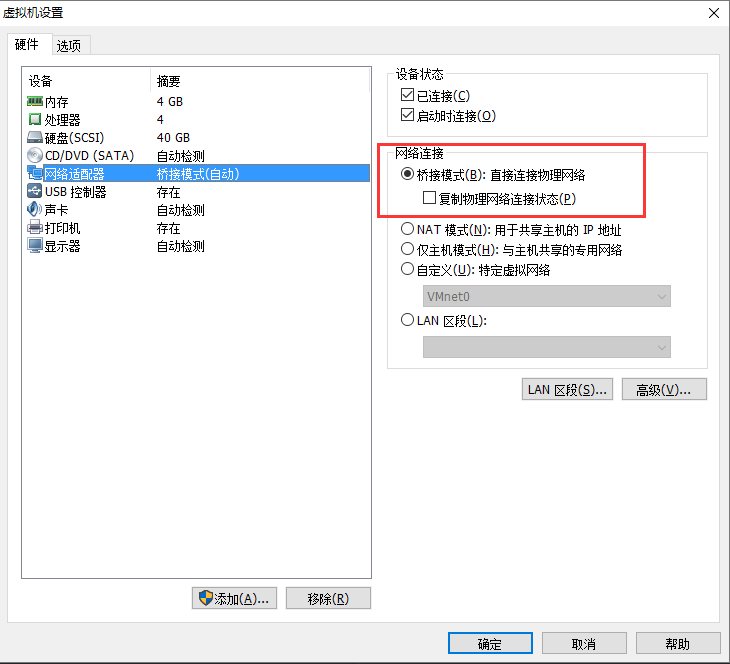 虚拟机设置
硬件 选项
设备 摘要
内存 4 GB
处理器 4
硬盘(SCSI) 40 GB
CD/DVD (SATA) 自动检测
网络适配器 桥接模式(自动)
USB 控制器 存在
声卡 自动检测
打印机 存在
显示器 自动检测
添加(A)... 移除(R)
设备状态
已连接(C)
启动时连接(O)
网络连接
桥接模式(B): 直接连接物理网络
复制物理网络连接状态(P)
NAT 模式(N): 用于共享主机的 IP 地址
仅主机模式(H): 与主机共享的专用网络
自定义(U): 特定虚拟网络
VMnet0
LAN 区段(L):
LAN 区段(S)... 高级(V)...
确定 取消 帮助